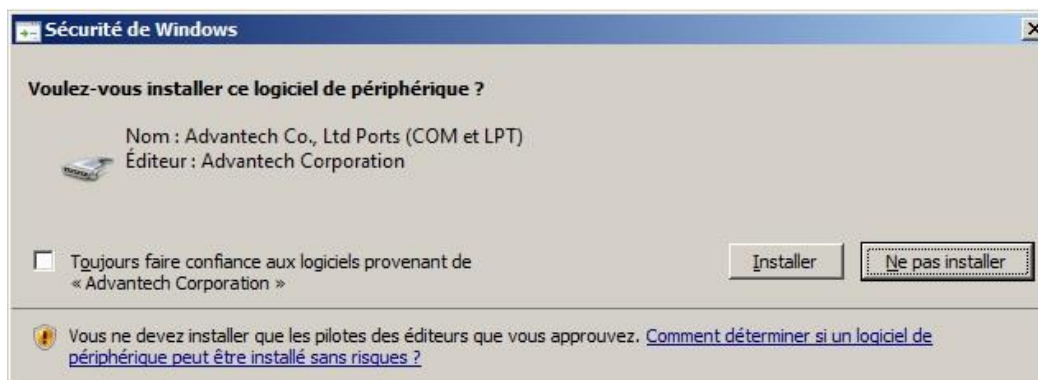 Sécurité de Windows
Voulez-vous installer ce logiciel de périphérique ?
Nom : Advantech Co., Ltd Ports (COM et LPT)
Éditeur : Advantech Corporation
Toujours faire confiance aux logiciels provenant de
« Advantech Corporation »
Installer
Ne pas installer
Vous ne devez installer que les pilotes des éditeurs que vous approuvez. Comment déterminer si un logiciel de
périphérique peut être installé sans risques ?